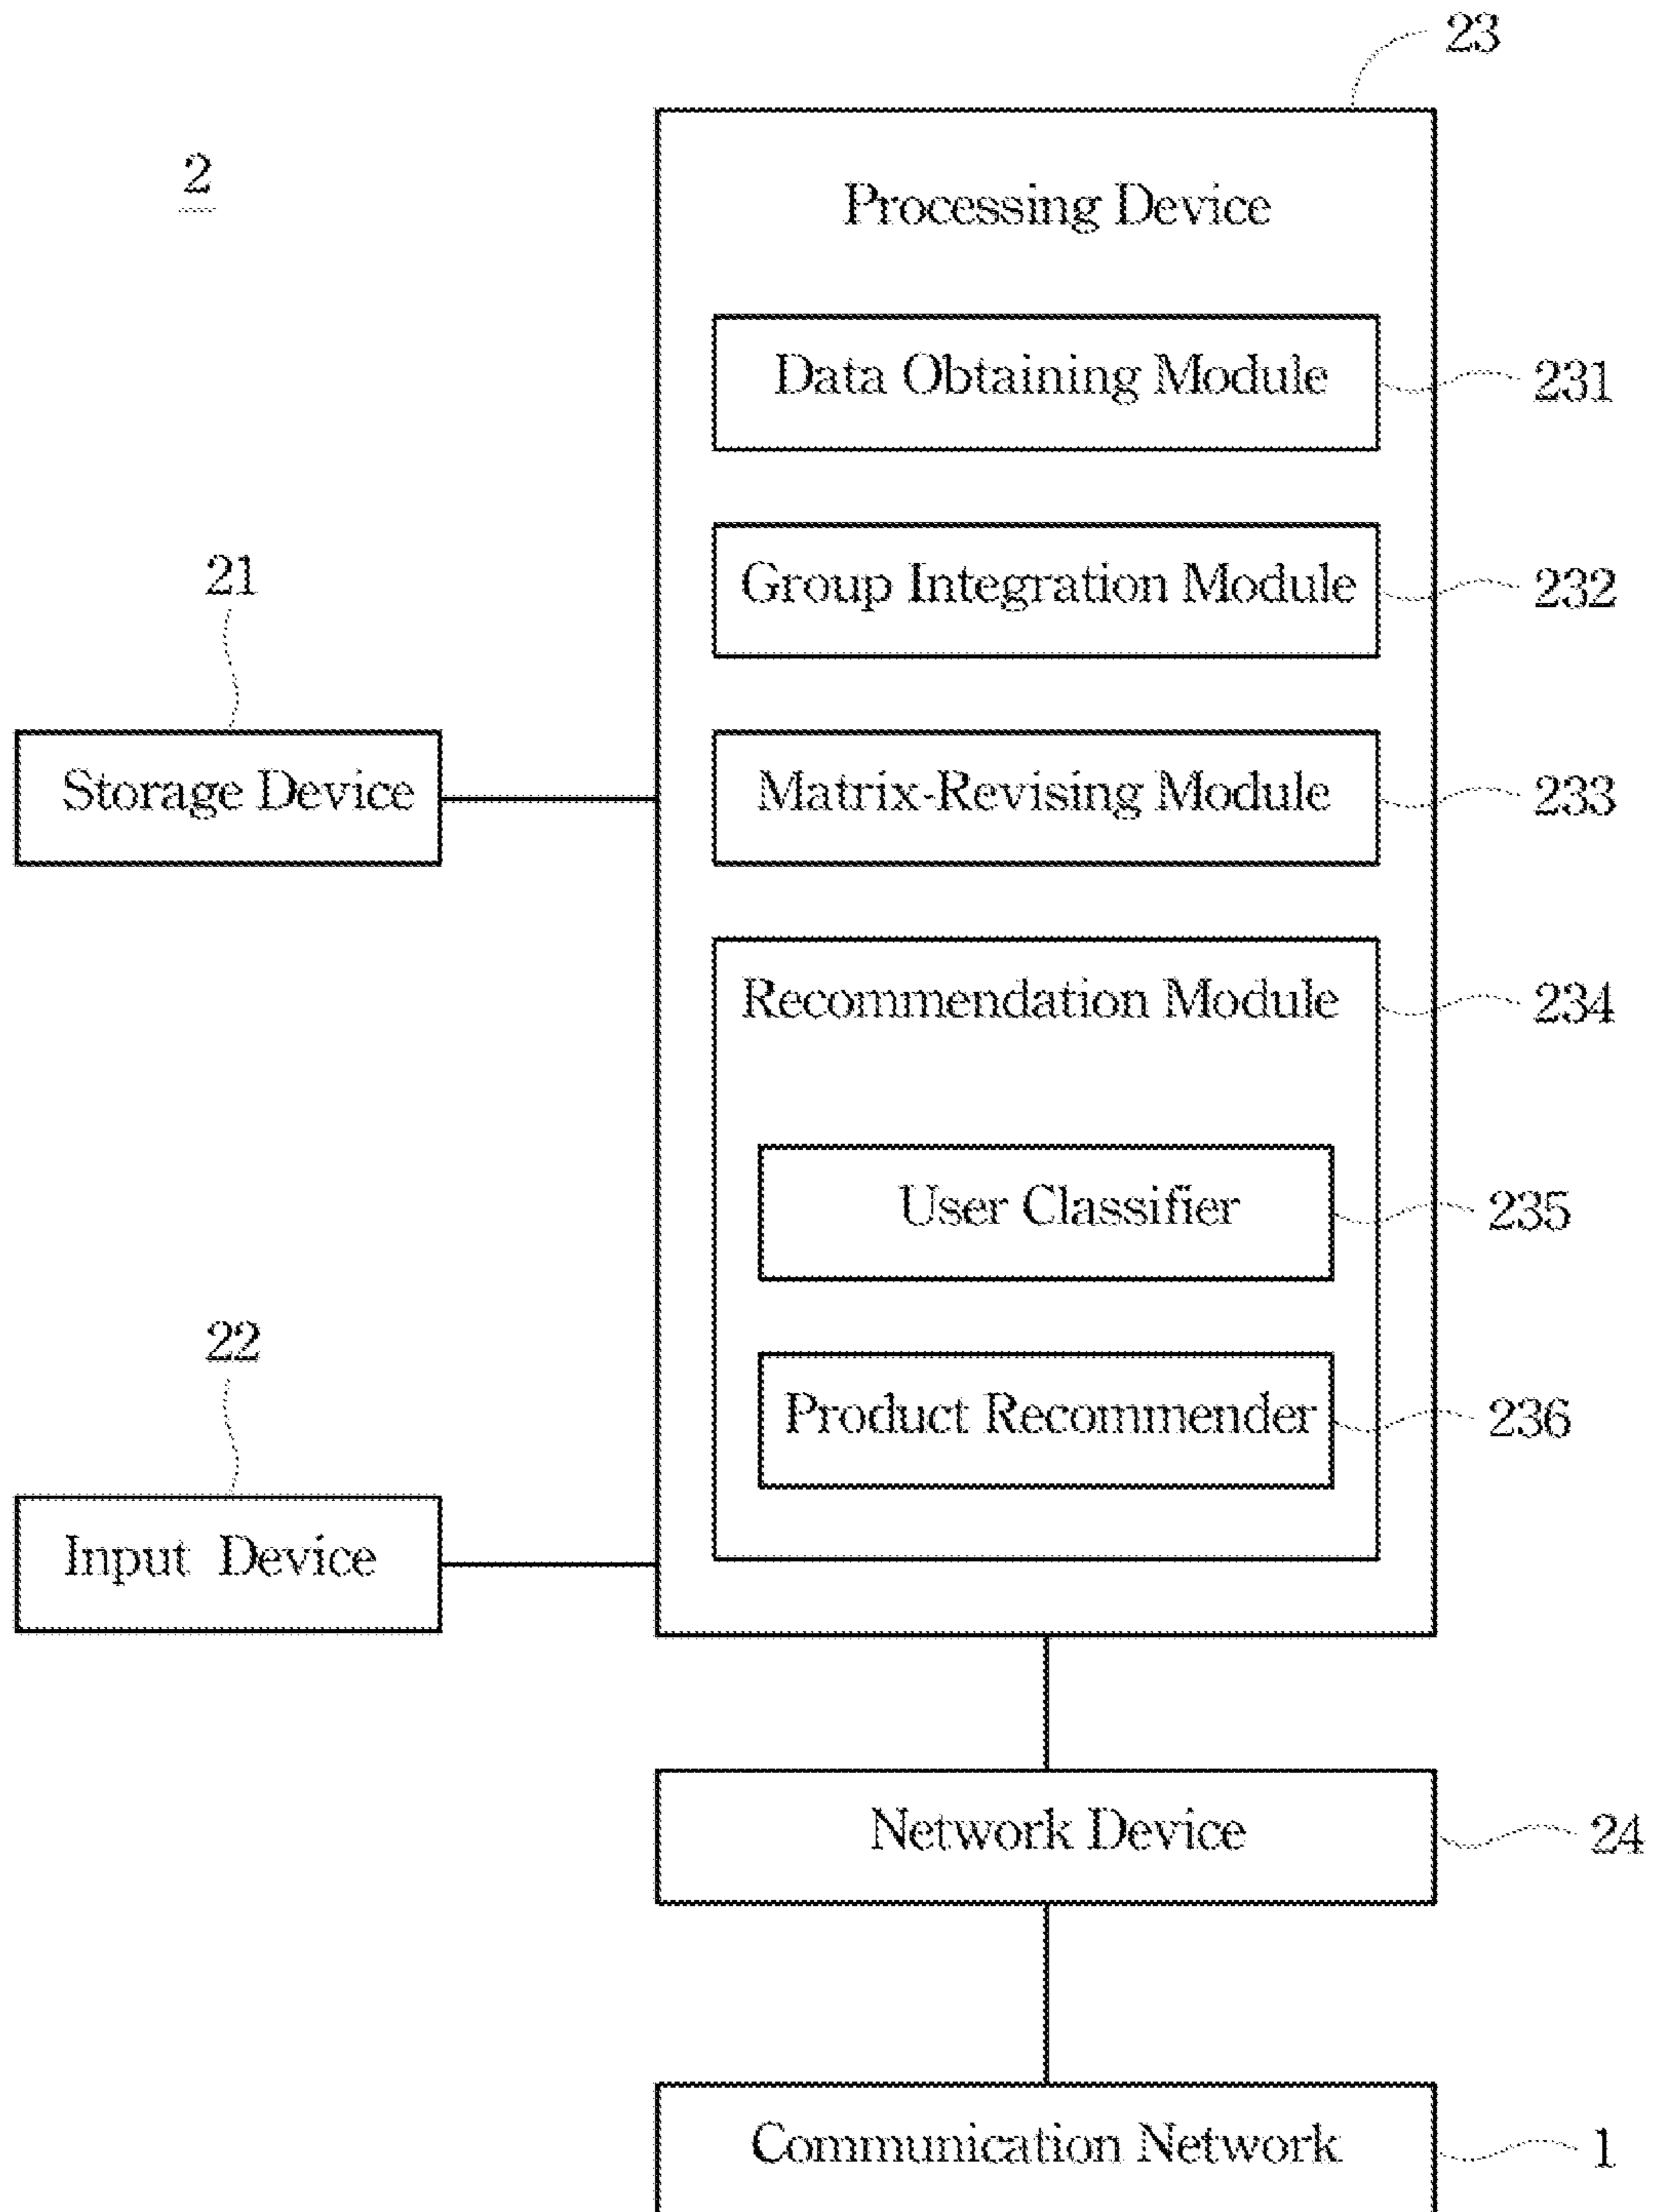 23
2
Processing Device
Data Obtaining Module
231
Group Integration Module
232
21
Storage Device
Matrix-Revising Module
233
Recommendation Module
234
User Classifier
235
22
Product Recommender
236
Input Device
Network Device
24
Communication Network
1